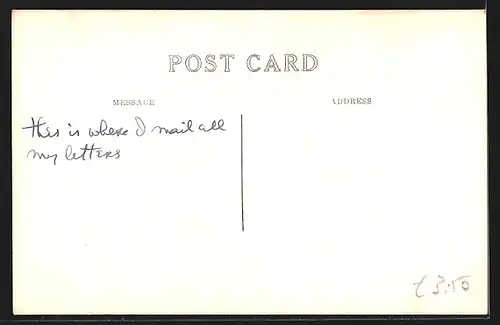 POST CARD
MESSAGE
ADDRESS
this is where I mail all
my letters
£3.50